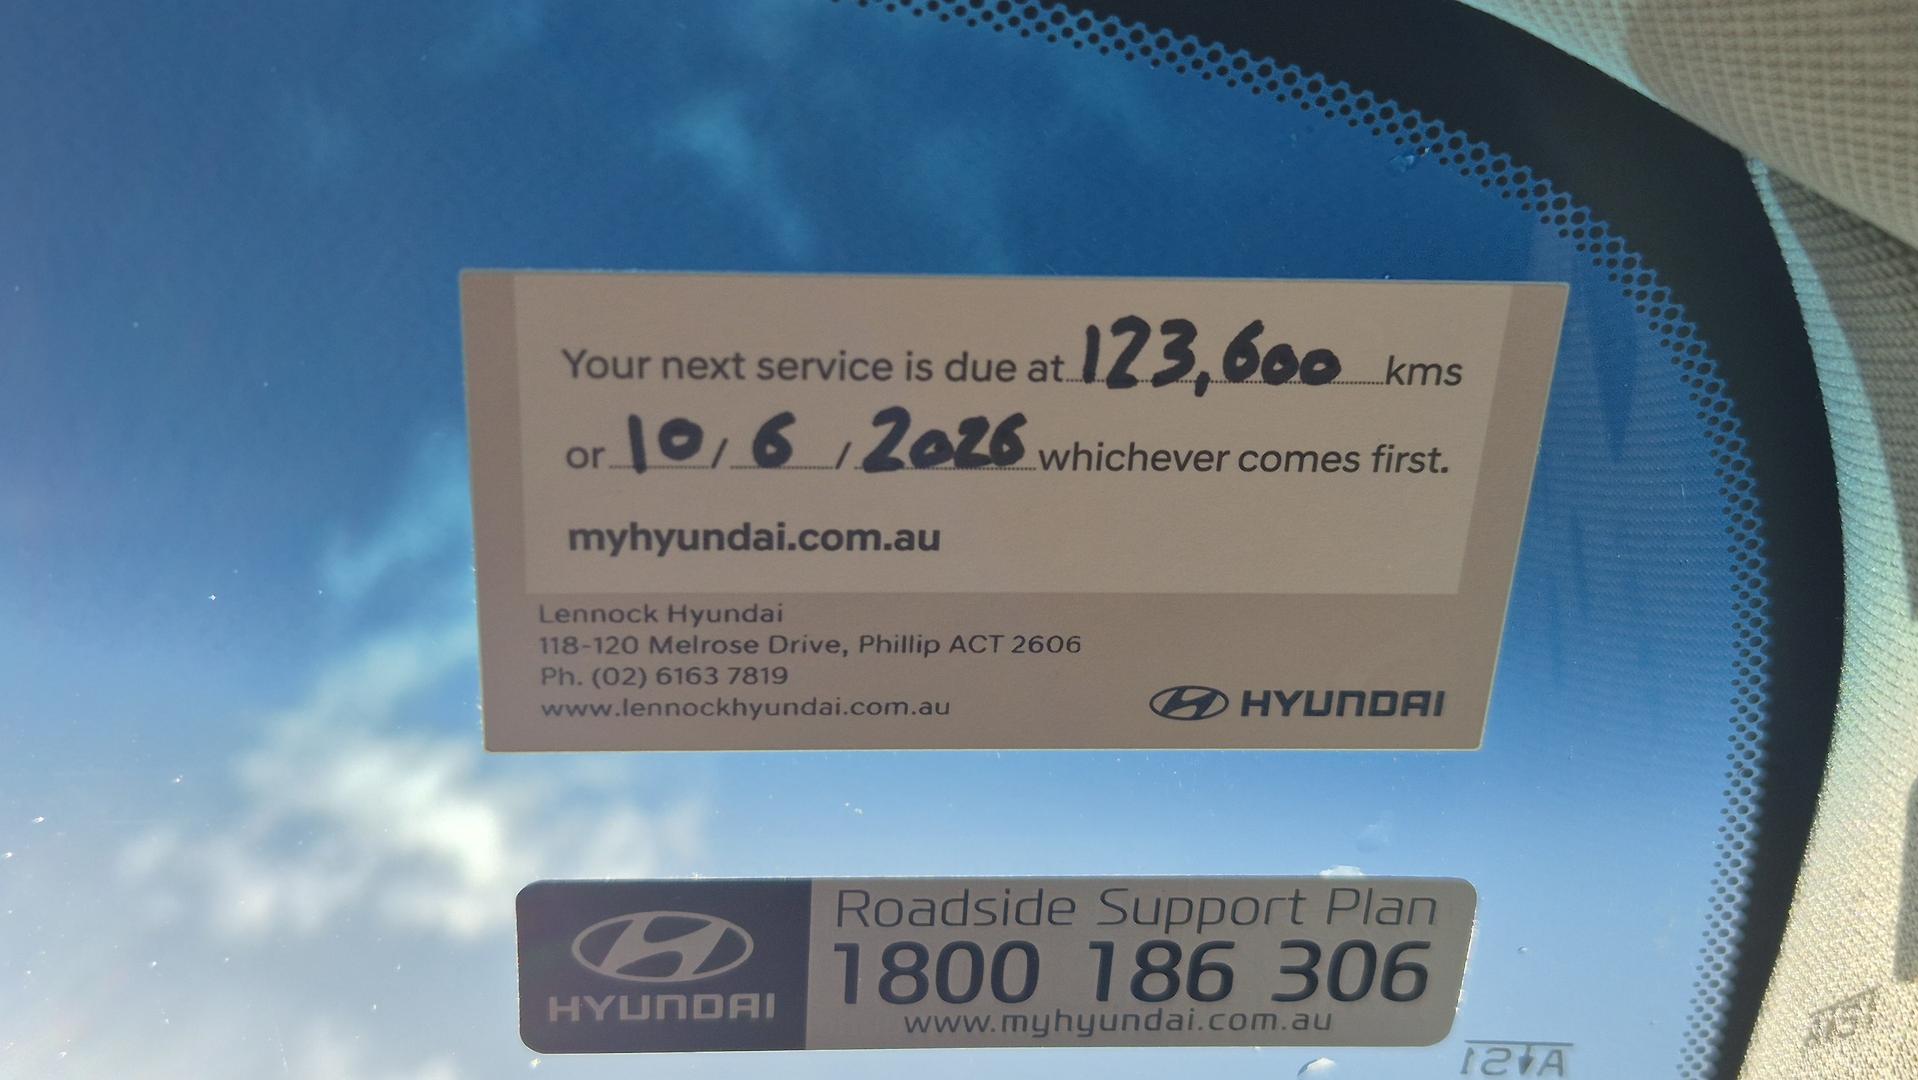 Your next service is due at 123,600 kms
or 10 / 6 / 2026 whichever comes first.
myhyundai.com.au
Lennock Hyundai
118-120 Melrose Drive, Phillip ACT 2606
Ph. (02) 6163 7819
www.lennockhyundai.com.au
HYUNDAI
Roadside Support Plan
1800 186 306
HYUNDAI
www.myhyundai.com.au
AS1